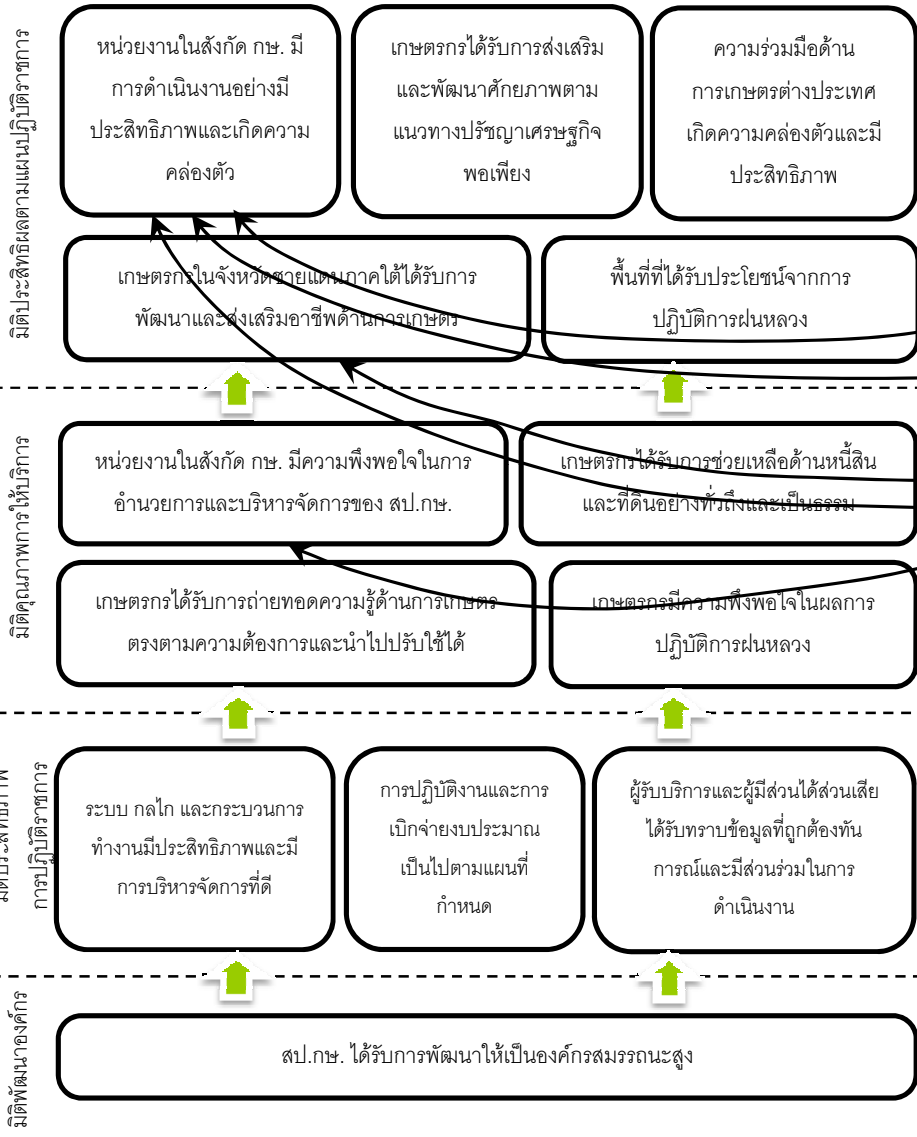 มิติประสิทธิผลตามแผนปฏิบัติราชการ
หน่วยงานในสังกัด กษ. มี
การดำเนินงานอย่างมี
ประสิทธิภาพและเกิดความ
คล่องตัว
เกษตรกรได้รับการส่งเสริม
และพัฒนาศักยภาพตาม
แนวทางปรัชญาเศรษฐกิจ
พอเพียง
ความร่วมมือด้าน
การเกษตรต่างประเทศ
เกิดความคล่องตัวและมี
ประสิทธิภาพ
เกษตรกรในจังหวัดชายแดนภาคใต้ได้รับการ
พัฒนาและส่งเสริมอาชีพด้านการเกษตร
พื้นที่ที่ได้รับประโยชน์จากการ
ปฏิบัติการฝนหลวง
มิติคุณภาพการให้บริการ
หน่วยงานในสังกัด กษ. มีความพึงพอใจในการ
อำนวยการและบริหารจัดการของ สป.กษ.
เกษตรกรได้รับการช่วยเหลือด้านหนี้สิน
และที่ดินอย่างทั่วถึงและเป็นธรรม
เกษตรกรได้รับการถ่ายทอดความรู้ด้านการเกษตร
ตรงตามความต้องการและนำไปปรับใช้ได้
เกษตรกรมีความพึงพอใจในผลการ
ปฏิบัติการฝนหลวง
มิติประสิทธิภาพ
การปฏิบัติราชการ
ระบบ กลไก และกระบวนการ
ทำงานมีประสิทธิภาพและมี
การบริหารจัดการที่ดี
การปฏิบัติงานและการ
เบิกจ่ายงบประมาณ
เป็นไปตามแผนที่
กำหนด
ผู้รับบริการและผู้มีส่วนได้ส่วนเสีย
ได้รับทราบข้อมูลที่ถูกต้องทัน
การณ์และมีส่วนร่วมในการ
ดำเนินงาน
มิติพัฒนาองค์กร
สป.กษ. ได้รับการพัฒนาให้เป็นองค์กรสมรรถนะสูง